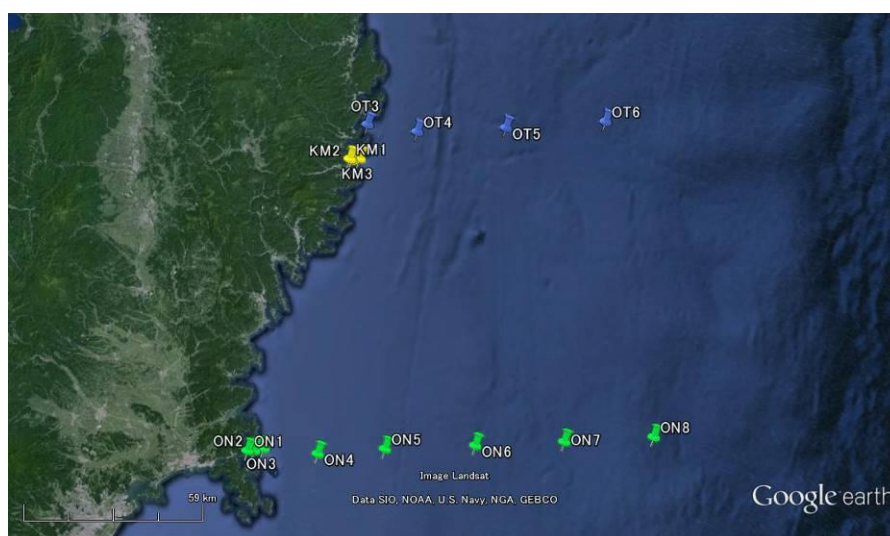 OT3
OT4
OT5
OT6
KM2
KM1
KM3
ON2
ON1
ON3
ON4
ON5
ON6
ON7
ON8
Image Landsat
Data SIO, NOAA, U.S. Navy, NGA, GEBCO
59 km
Google earth